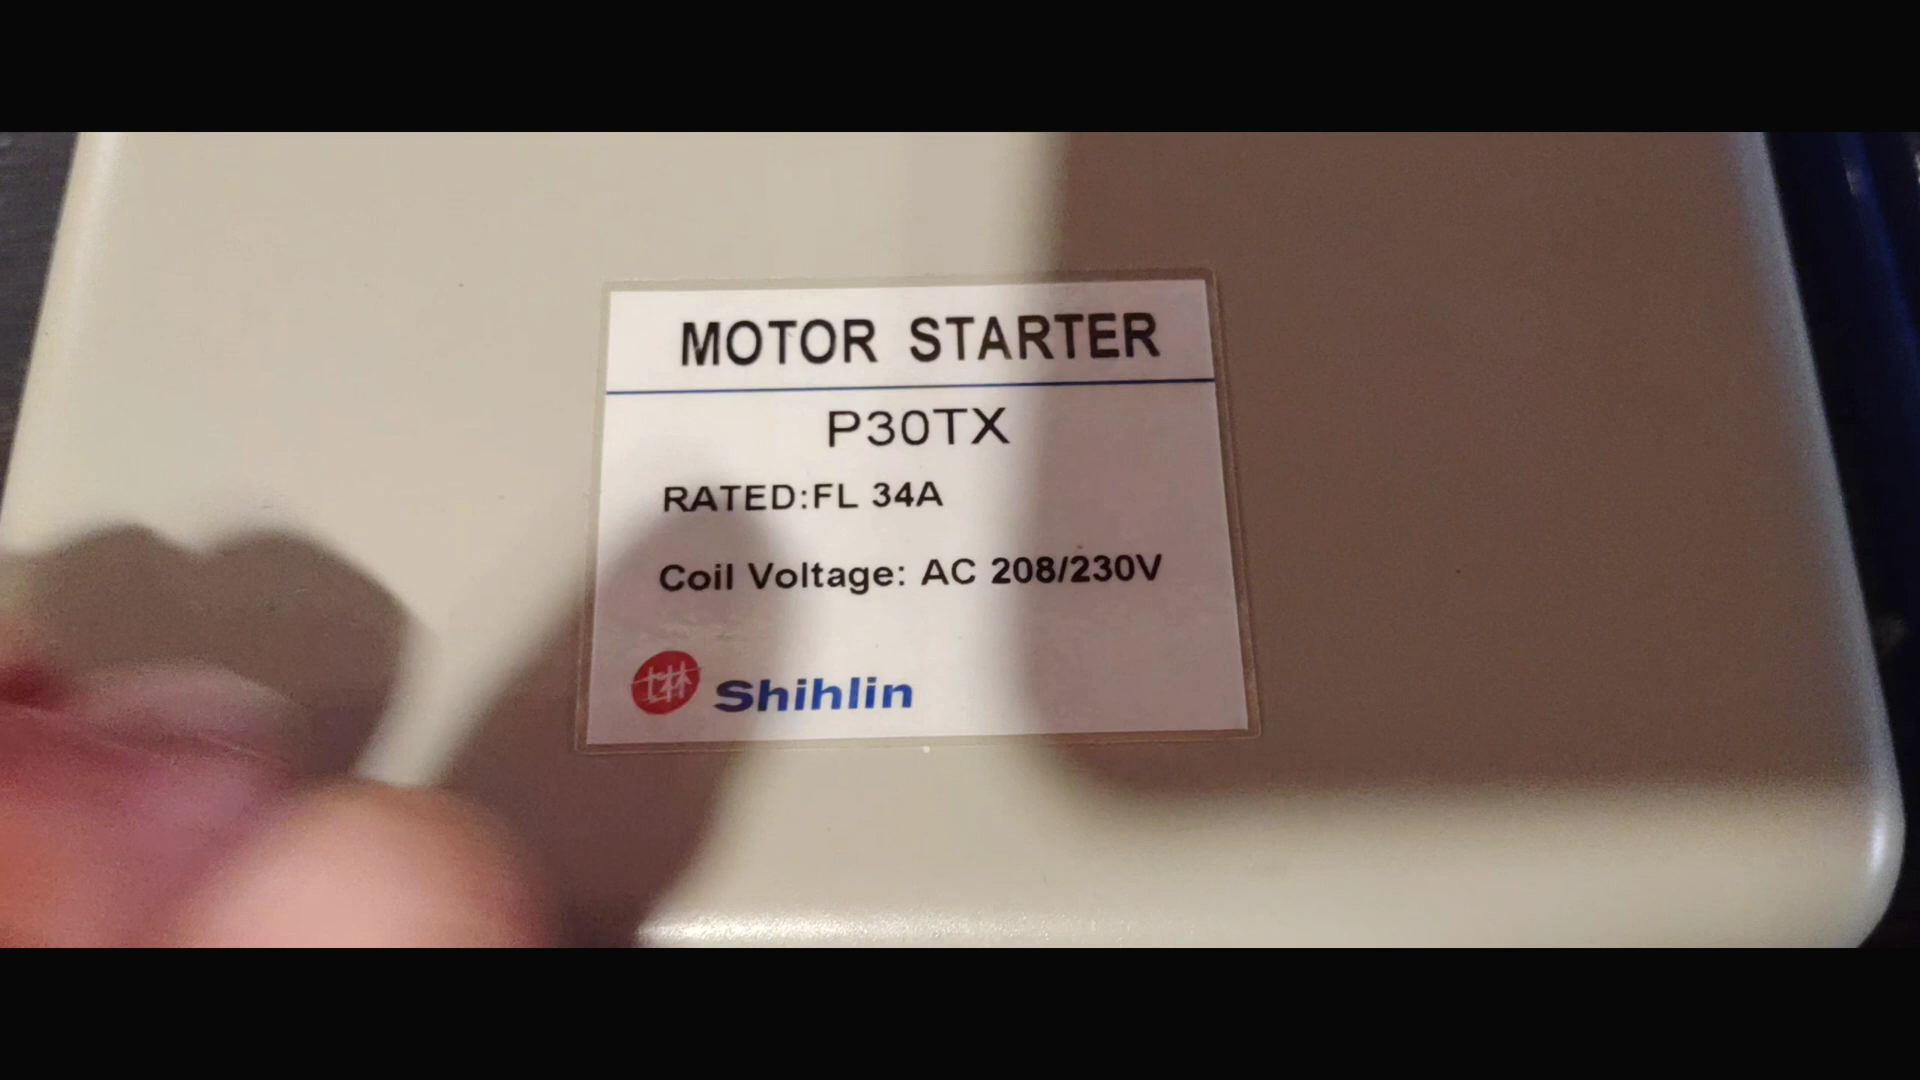 MOTOR STARTER
P30TX
RATED:FL 34A
Coil Voltage: AC 208/230V
Shihlin